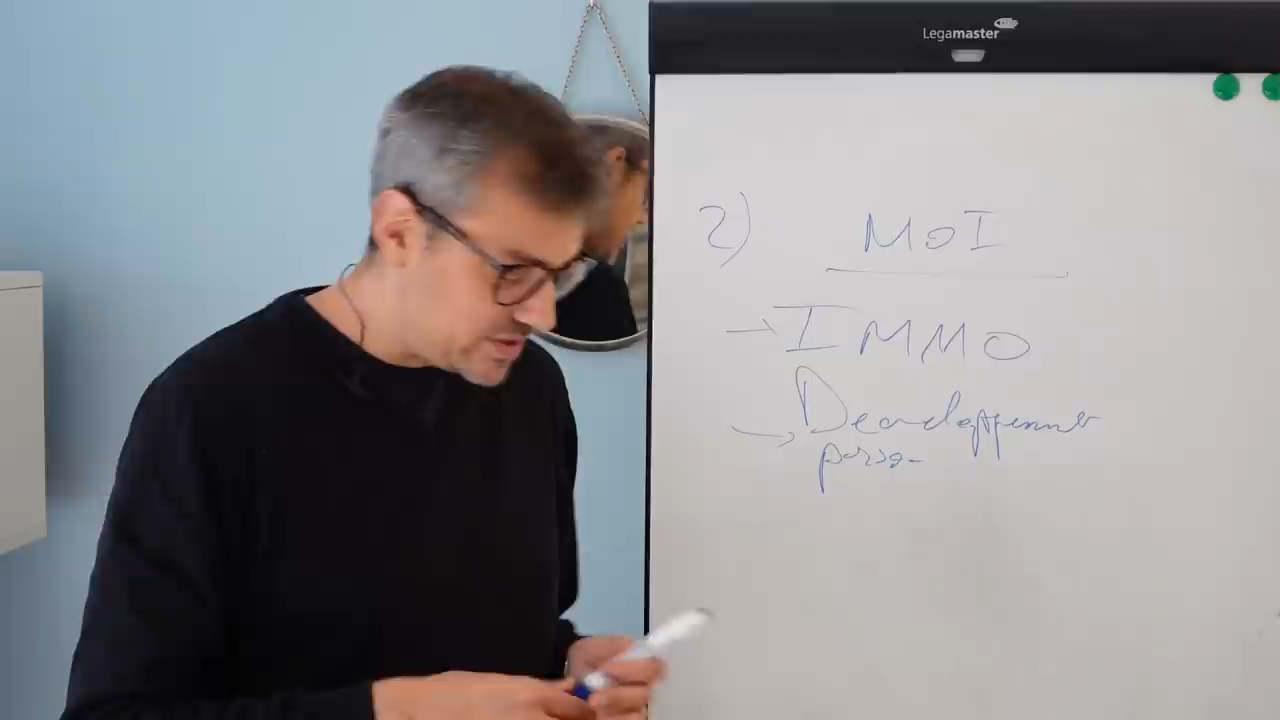 Legamaster
2) MOI
→ IMMO
→ Developpement
perso